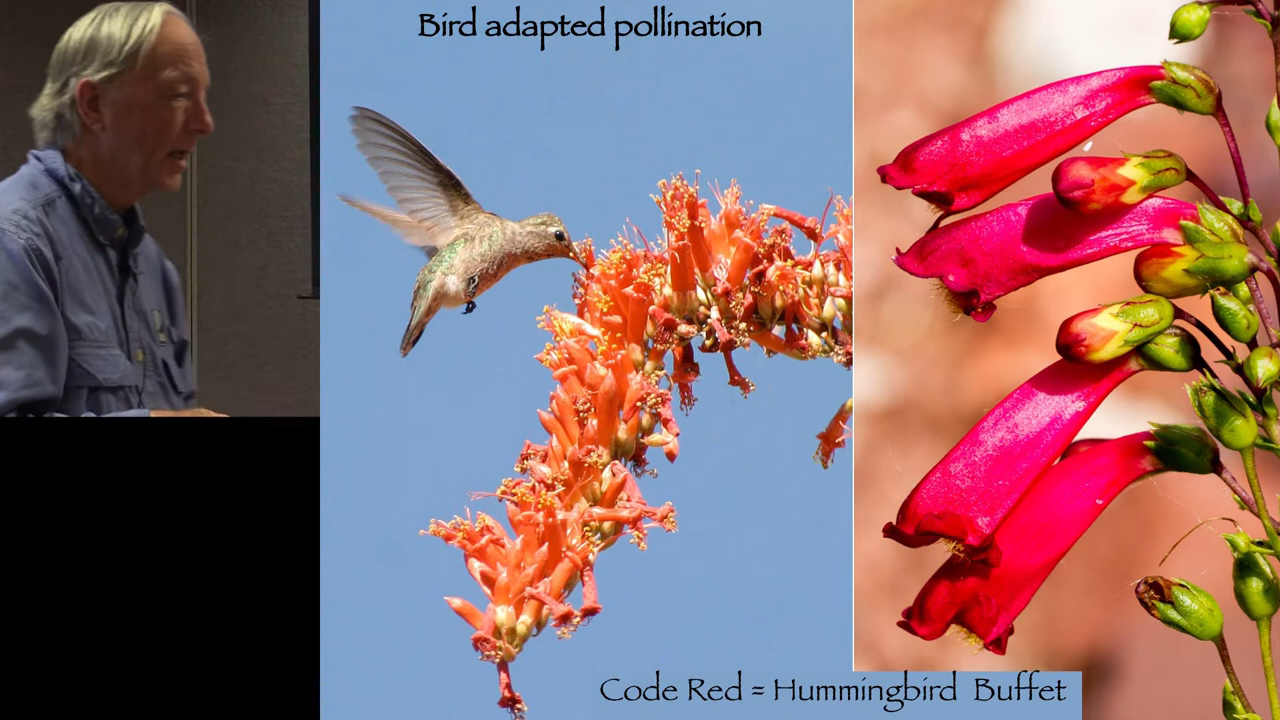 Bird adapted pollination
Code Red = Hummingbird Buffet